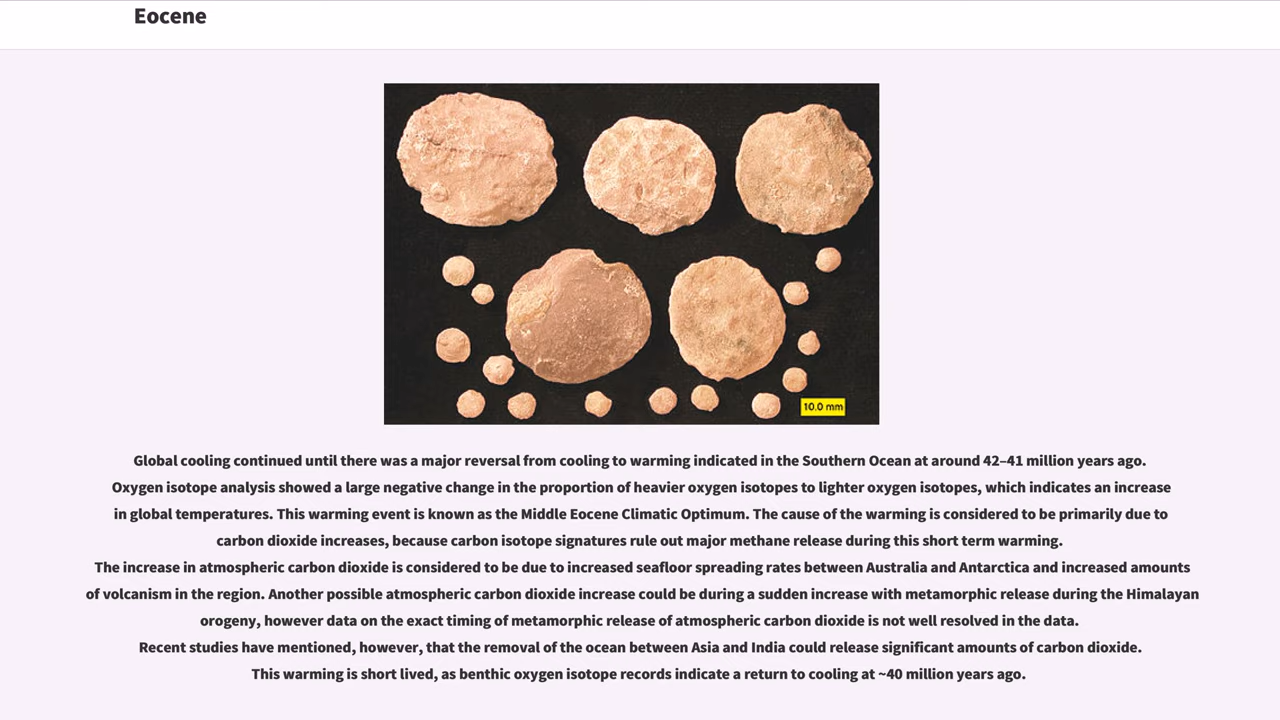 Eocene
10.0 mm
Global cooling continued until there was a major reversal from cooling to warming indicated in the Southern Ocean at around 42–41 million years ago.
Oxygen isotope analysis showed a large negative change in the proportion of heavier oxygen isotopes to lighter oxygen isotopes, which indicates an increase
in global temperatures. This warming event is known as the Middle Eocene Climatic Optimum. The cause of the warming is considered to be primarily due to
carbon dioxide increases, because carbon isotope signatures rule out major methane release during this short term warming.
The increase in atmospheric carbon dioxide is considered to be due to increased seafloor spreading rates between Australia and Antarctica and increased amounts
of volcanism in the region. Another possible atmospheric carbon dioxide increase could be during a sudden increase with metamorphic release during the Himalayan
orogeny, however data on the exact timing of metamorphic release of atmospheric carbon dioxide is not well resolved in the data.
Recent studies have mentioned, however, that the removal of the ocean between Asia and India could release significant amounts of carbon dioxide.
This warming is short lived, as benthic oxygen isotope records indicate a return to cooling at ~40 million years ago.